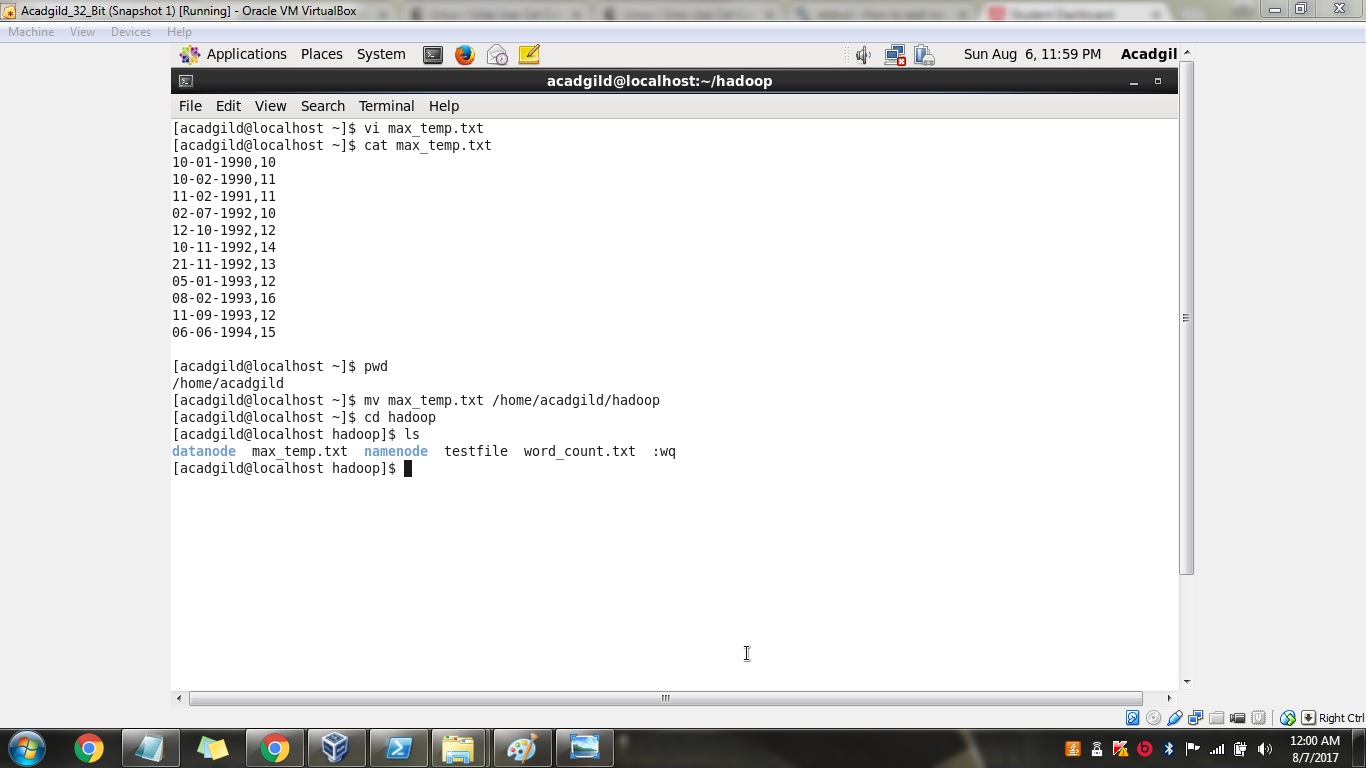 Acadgild_32_Bit (Snapshot 1) [Running] - Oracle VM VirtualBox
Machine View Devices Help
Applications Places System Sun Aug 6, 11:59 PM Acadgil
acadgild@localhost:~/hadoop
File Edit View Search Terminal Help
[acadgild@localhost ~]$ vi max_temp.txt
[acadgild@localhost ~]$ cat max_temp.txt
10-01-1990,10
10-02-1990,11
11-02-1991,11
02-07-1992,10
12-10-1992,12
10-11-1992,14
21-11-1992,13
05-01-1993,12
08-02-1993,16
11-09-1993,12
06-06-1994,15
[acadgild@localhost ~]$ pwd
/home/acadgild
[acadgild@localhost ~]$ mv max_temp.txt /home/acadgild/hadoop
[acadgild@localhost ~]$ cd hadoop
[acadgild@localhost hadoop]$ ls
datanode max_temp.txt namenode testfile word_count.txt :wq
[acadgild@localhost hadoop]$
Right Ctrl
12:00 AM
8/7/2017